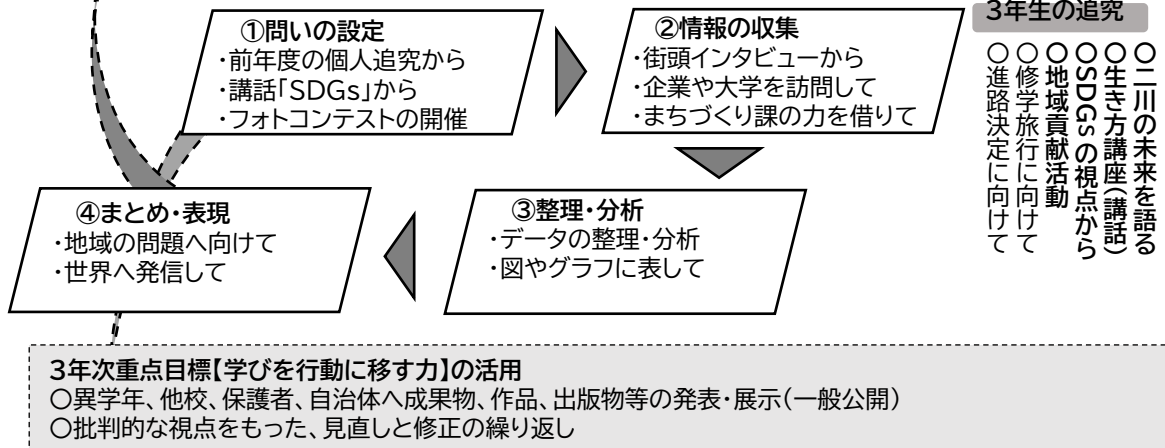 ①問いの設定
・前年度の個人追究から
・講話「SDGs」から
・フォトコンテストの開催
②情報の収集
・街頭インタビューから
・企業や大学を訪問して
・まちづくり課の力を借りて
3年生の追究
○二川の未来を語る
○生き方講座(講話)
○SDGsの視点から
○地域貢献活動
○修学旅行に向けて
○進路決定に向けて
④まとめ・表現
・地域の問題へ向けて
・世界へ発信して
③整理・分析
・データの整理・分析
・図やグラフに表して
3年次重点目標【学びを行動に移す力】の活用
○異学年、他校、保護者、自治体へ成果物、作品、出版物等の発表・展示(一般公開)
○批判的な視点をもった、見直しと修正の繰り返し